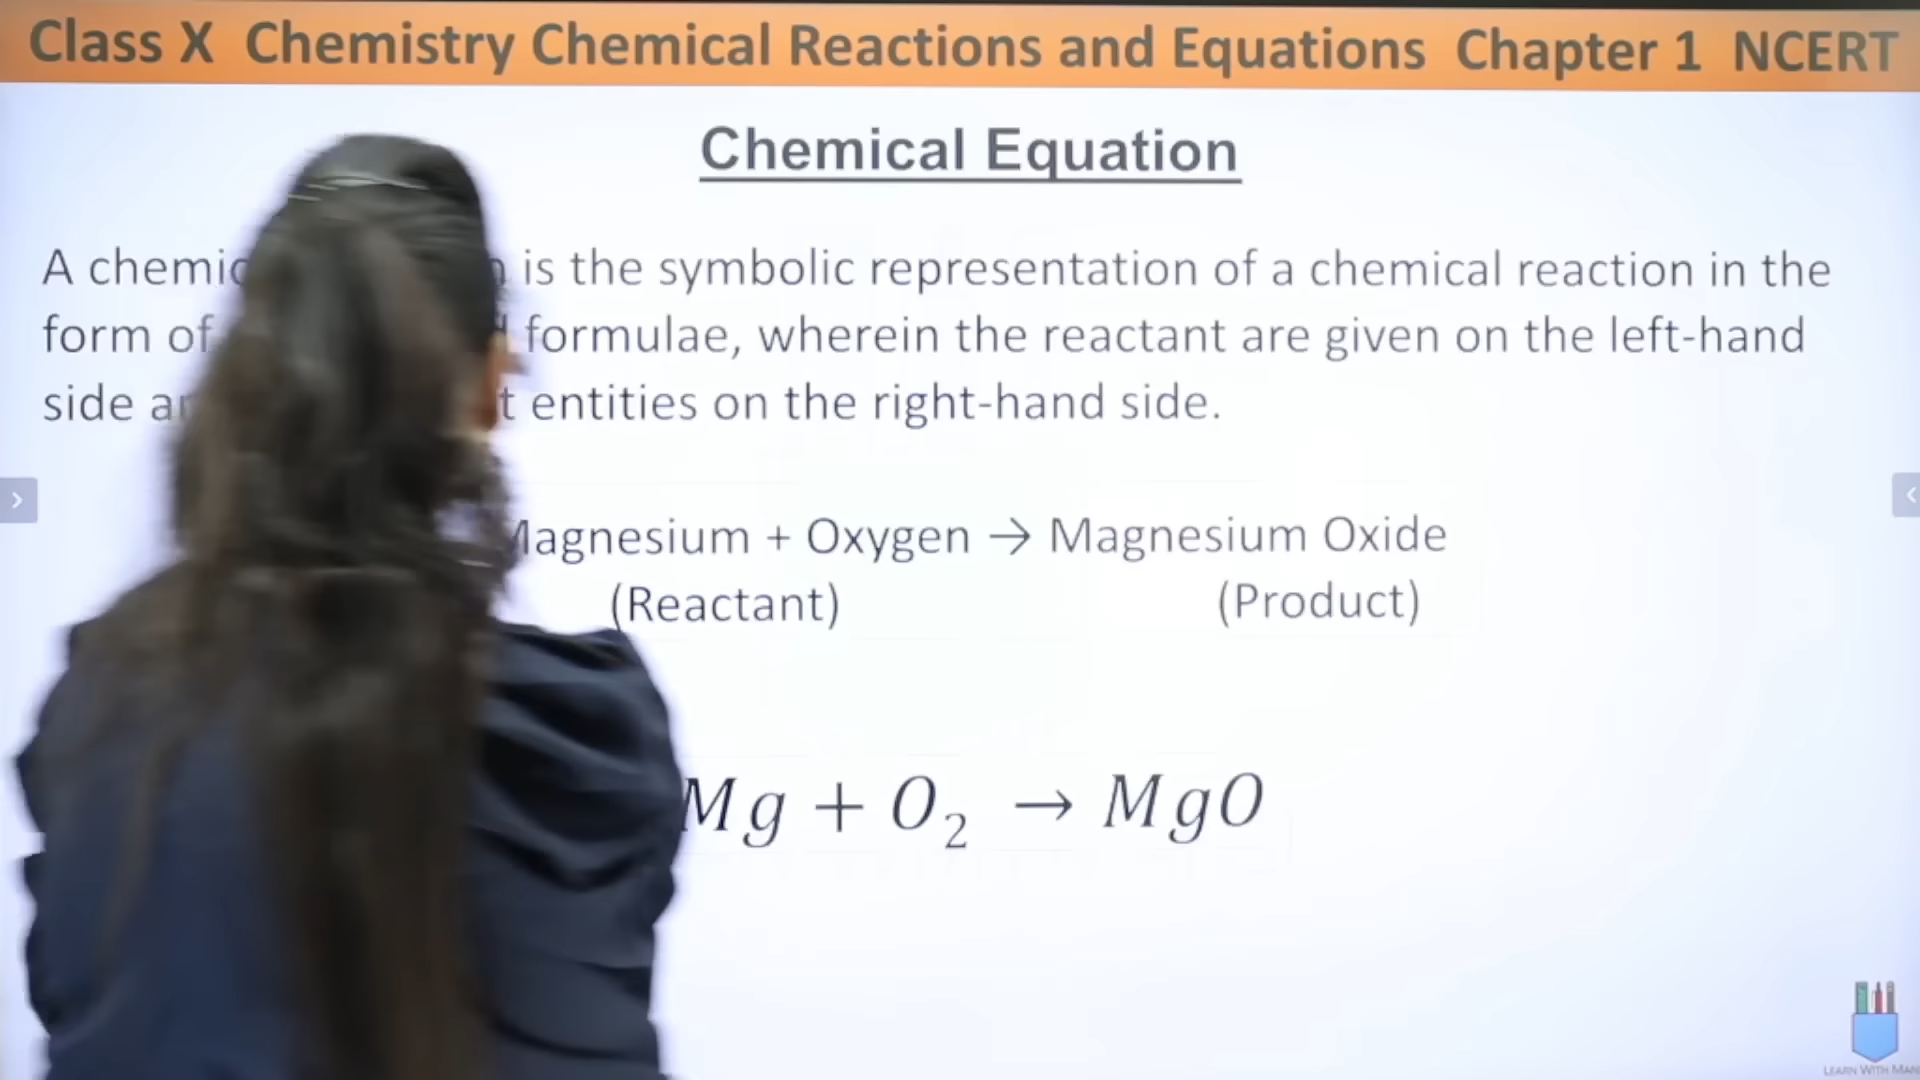 Class X Chemistry Chemical Reactions and Equations Chapter 1 NCERT
Chemical Equation
A is the symbolic representation of a chemical reaction in the
form of formulae, wherein the reactant are given on the left-hand
side entities on the right-hand side.
+ Oxygen → Magnesium Oxide
(Reactant) (Product)
Mg + O₂ → MgO
LEARN WITH